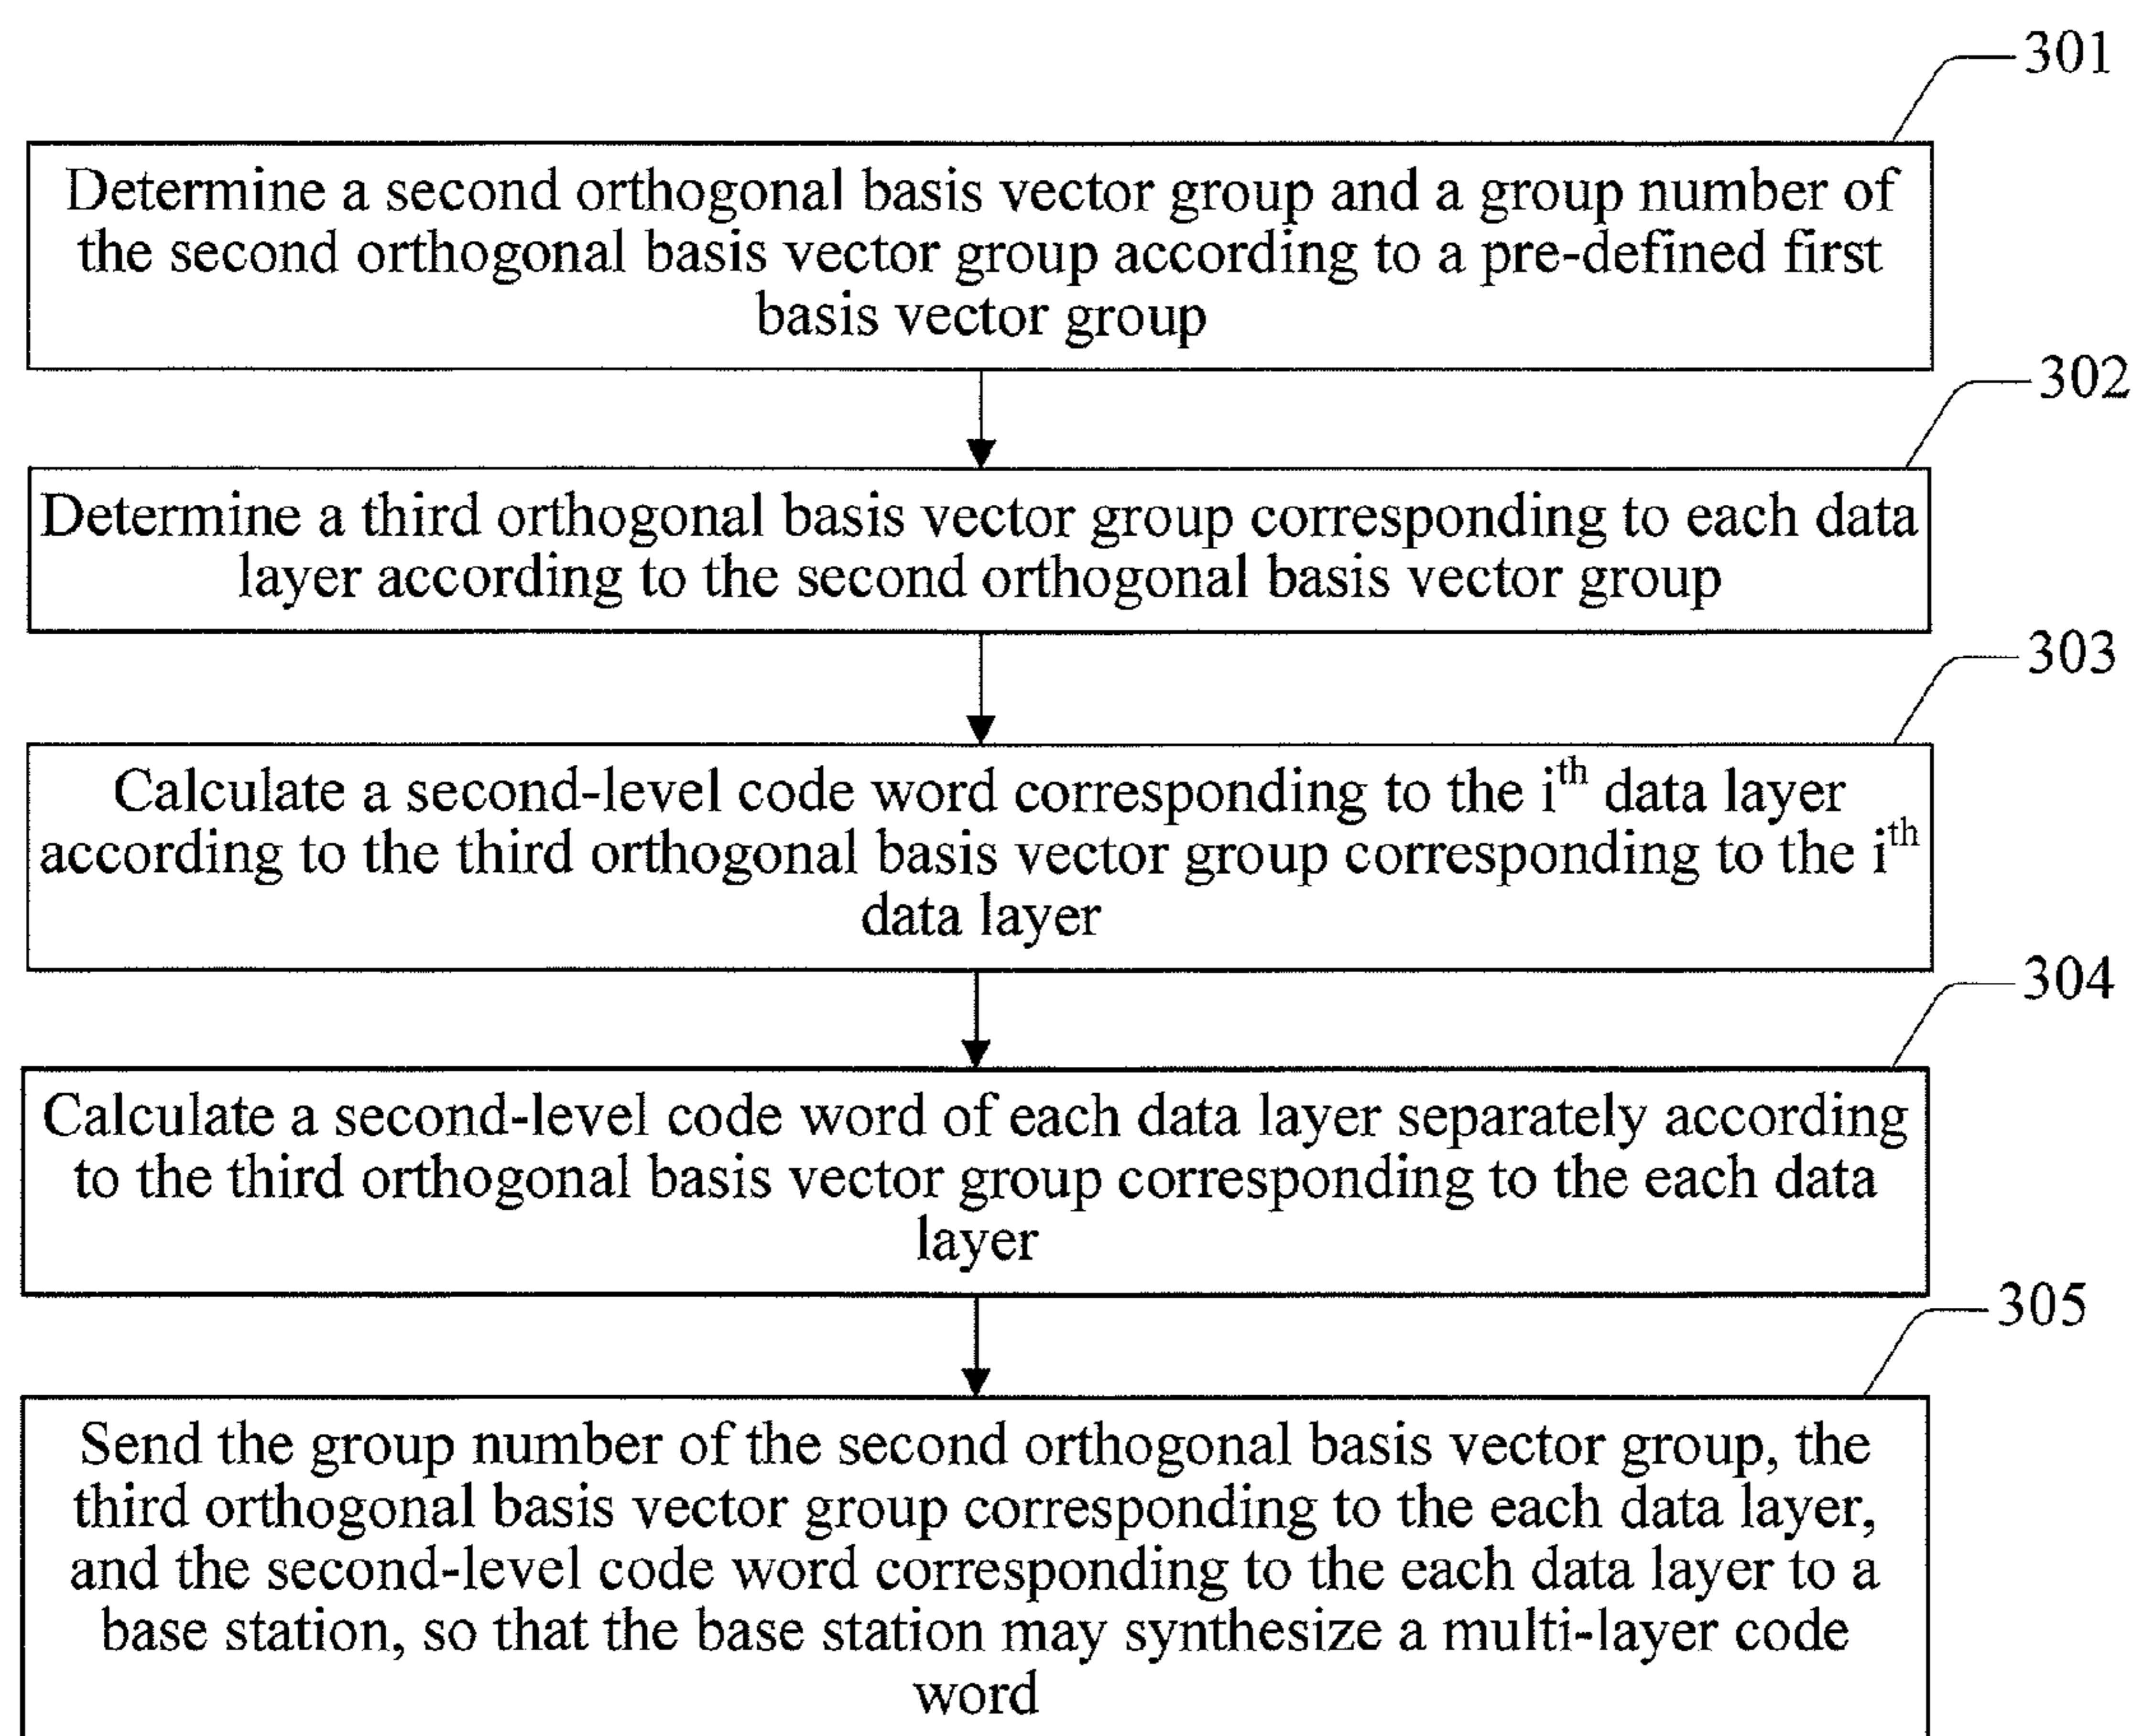 301
Determine a second orthogonal basis vector group and a group number of
the second orthogonal basis vector group according to a pre-defined first
basis vector group
302
Determine a third orthogonal basis vector group corresponding to each data
layer according to the second orthogonal basis vector group
303
Calculate a second-level code word corresponding to the i^th data layer
according to the third orthogonal basis vector group corresponding to the i^th
data layer
304
Calculate a second-level code word of each data layer separately according
to the third orthogonal basis vector group corresponding to the each data
layer
305
Send the group number of the second orthogonal basis vector group, the
third orthogonal basis vector group corresponding to the each data layer,
and the second-level code word corresponding to the each data layer to a
base station, so that the base station may synthesize a multi-layer code
word